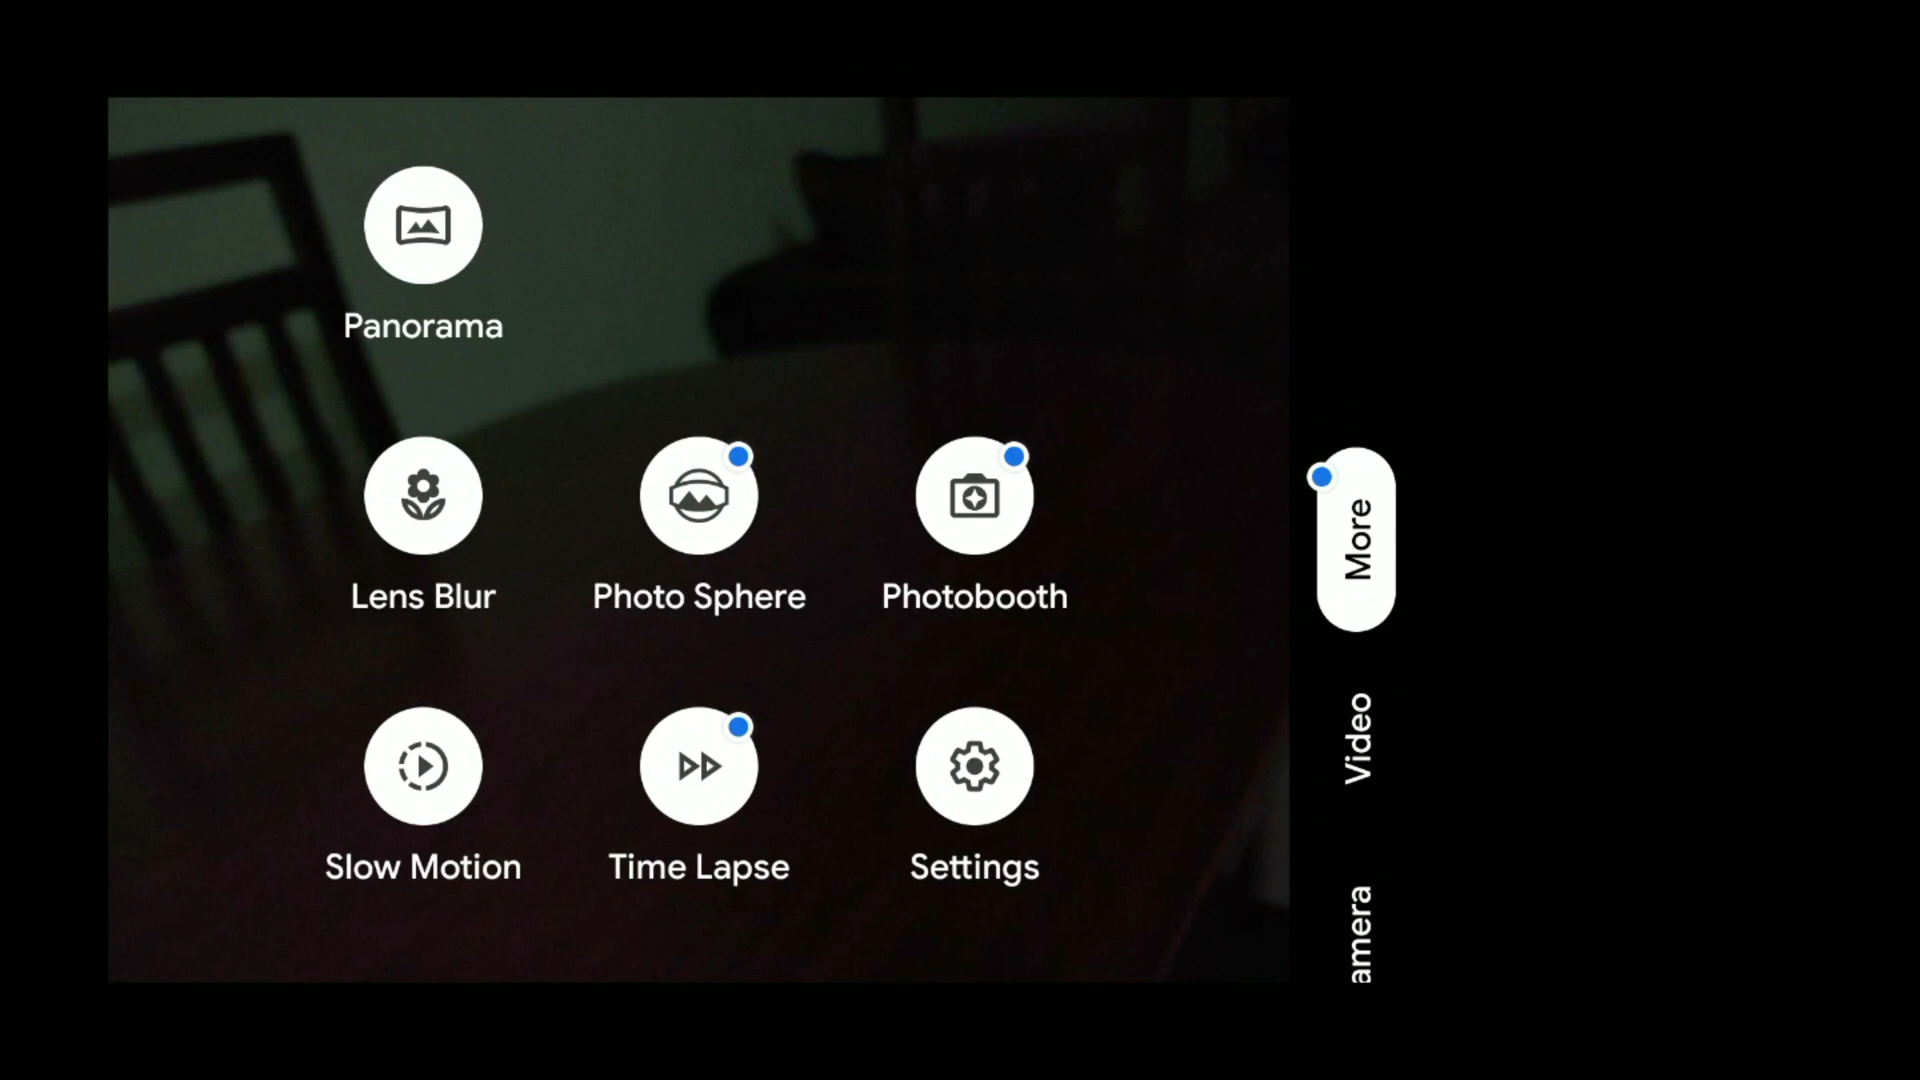 Panorama
Lens Blur
Photo Sphere
Photobooth
Slow Motion
Time Lapse
Settings
More
Video
amera